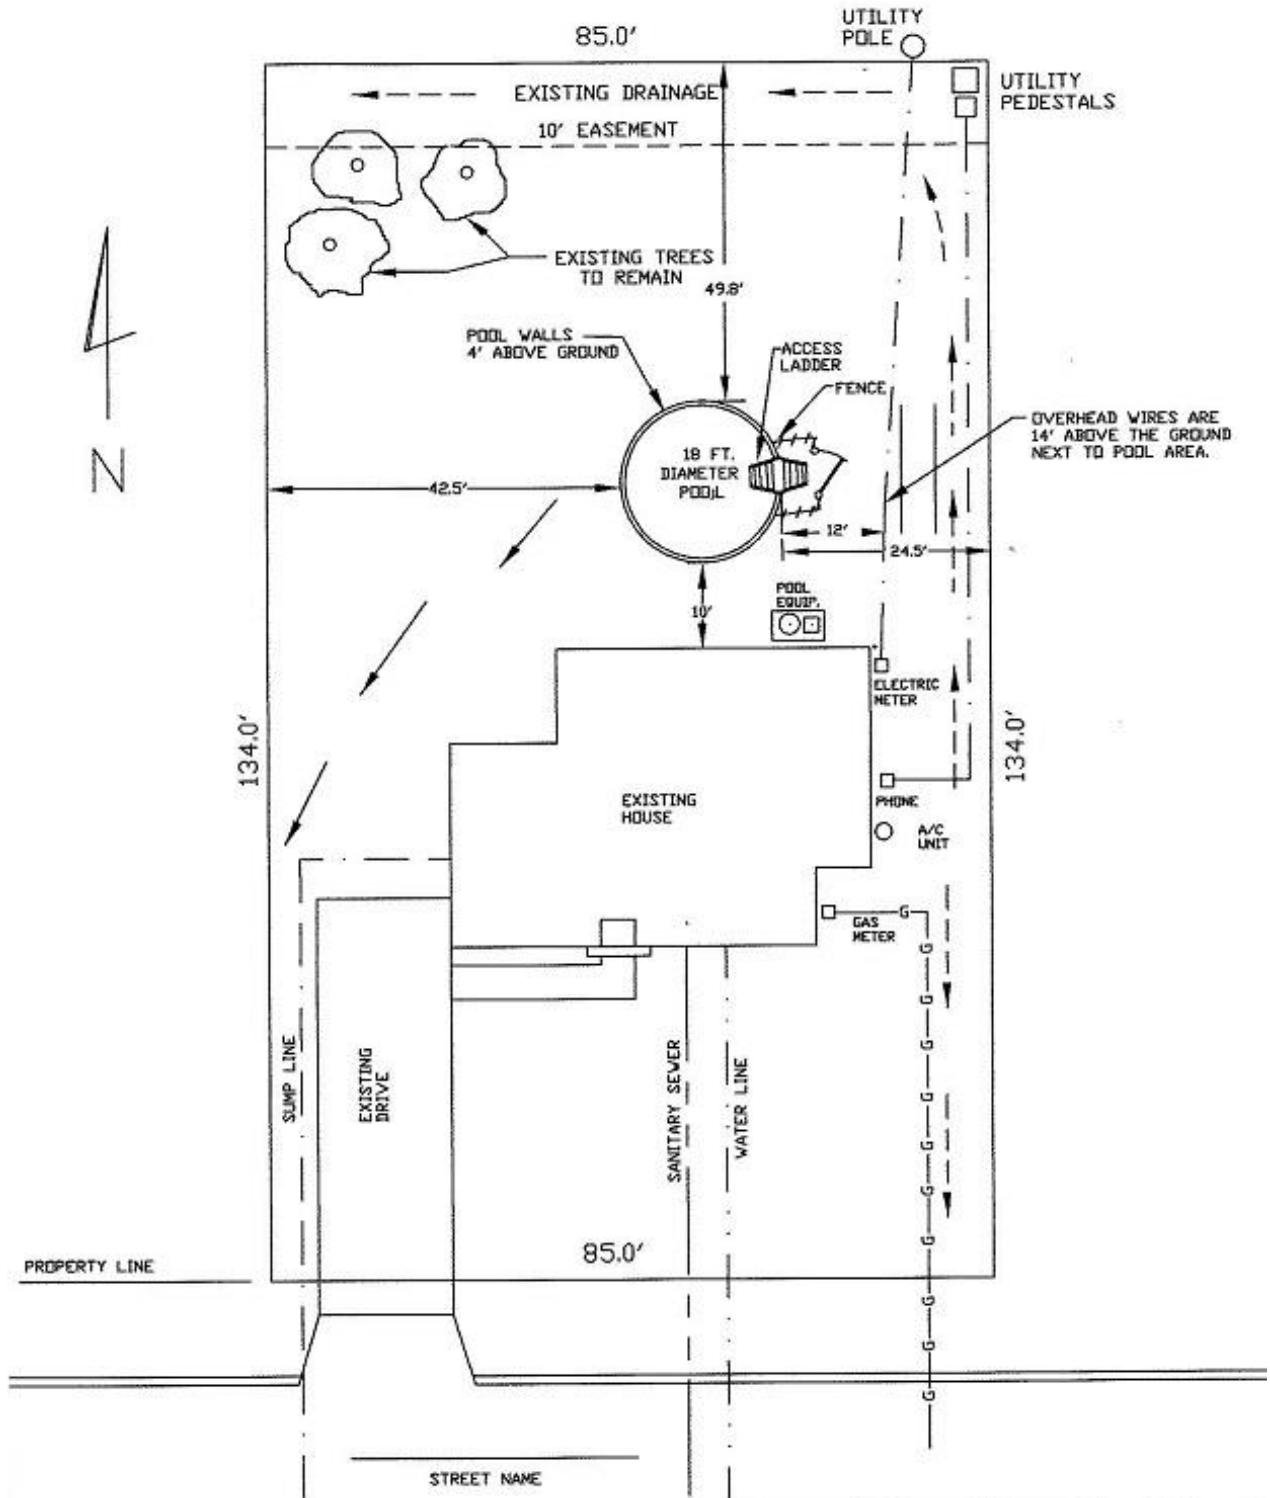 85.0'
UTILITY
POLE
UTILITY
PEDESTALS
EXISTING DRAINAGE
10' EASEMENT
EXISTING TREES
TO REMAIN
49.8'
POOL WALLS
4' ABOVE GROUND
ACCESS
LADDER
FENCE
OVERHEAD WIRES ARE
14' ABOVE THE GROUND
NEXT TO POOL AREA.
18 FT.
DIAMETER
POO;L
42.5'
12'
24.5'
N
POOL
EQUIP.
10'
ELECTRIC
METER
134.0'
134.0'
EXISTING
HOUSE
PHONE
A/C
UNIT
GAS
METER
G
G
G
G
G
G
G
G
G
G
G
SUMP LINE
EXISTING
DRIVE
SANITARY SEWER
WATER LINE
85.0'
PROPERTY LINE
STREET NAME